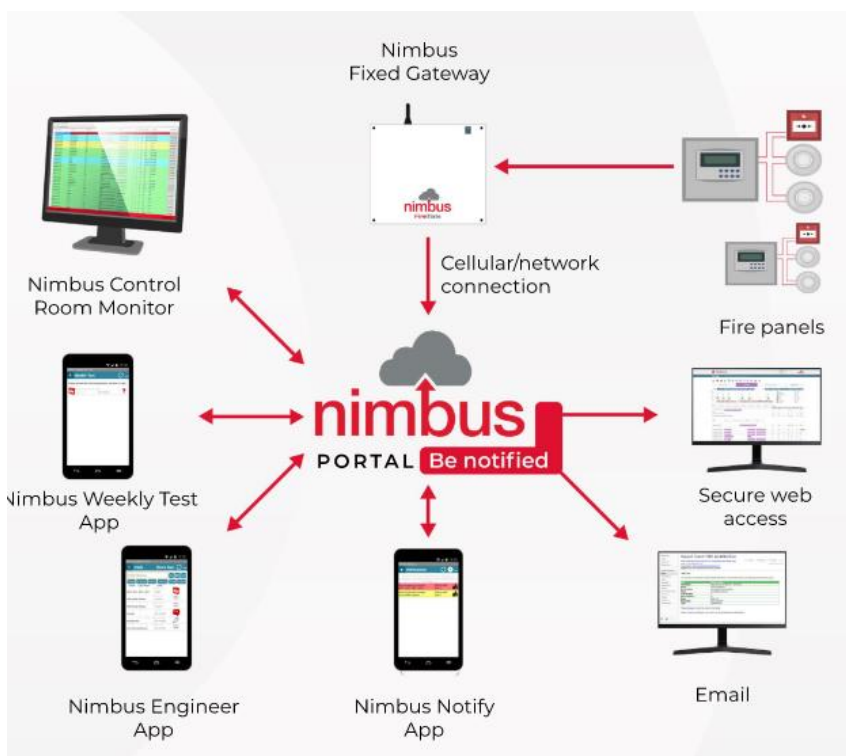 Nimbus
Fixed Gateway
nimbus
Nimbus Control
Room Monitor
Cellular/network
connection
Fire panels
nimbus
PORTAL Be notified
Nimbus Weekly Test
App
Secure web
access
Nimbus Engineer
App
Nimbus Notify
App
Email